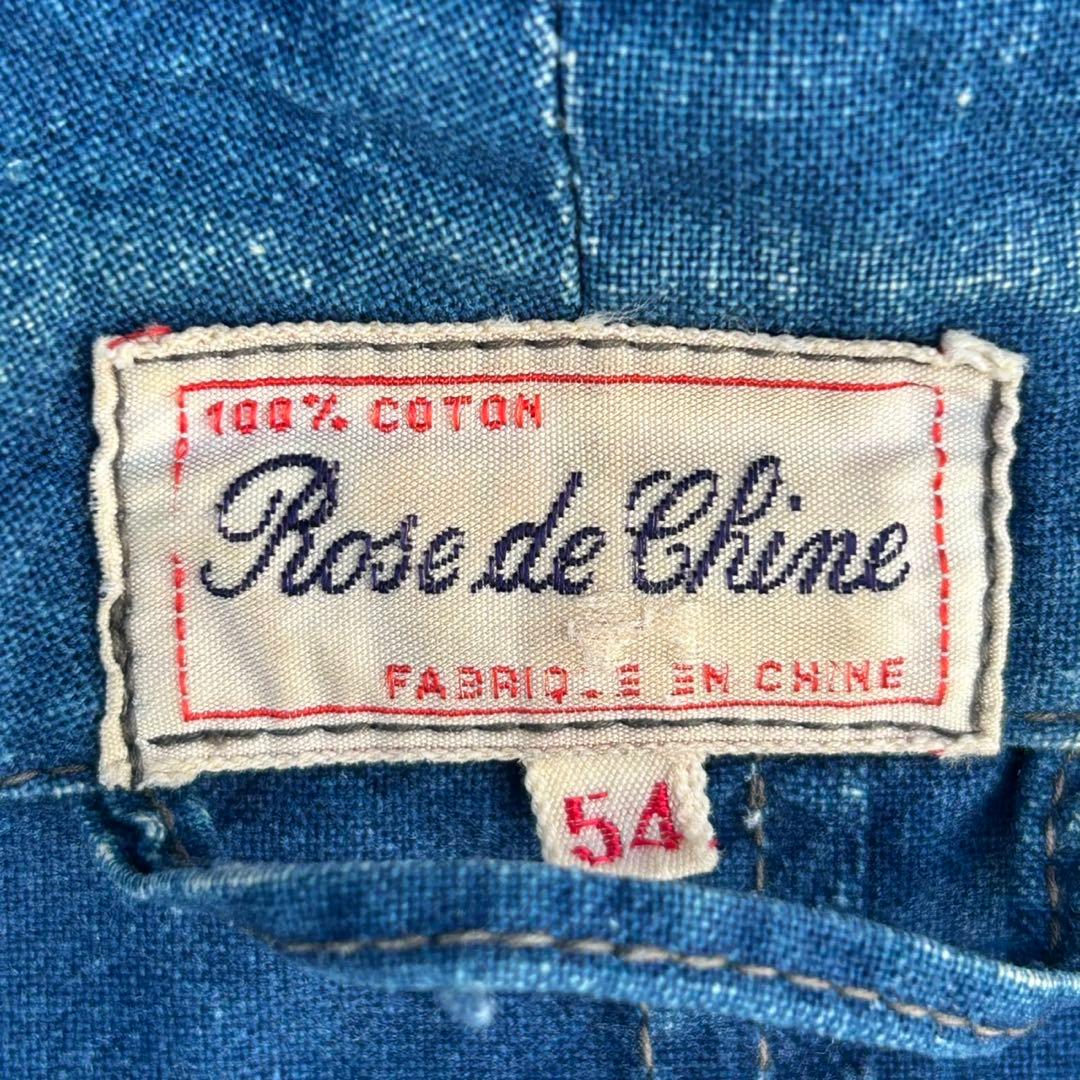 100% COTON
Rose de Chine
FABRIQUE EN CHINE
54